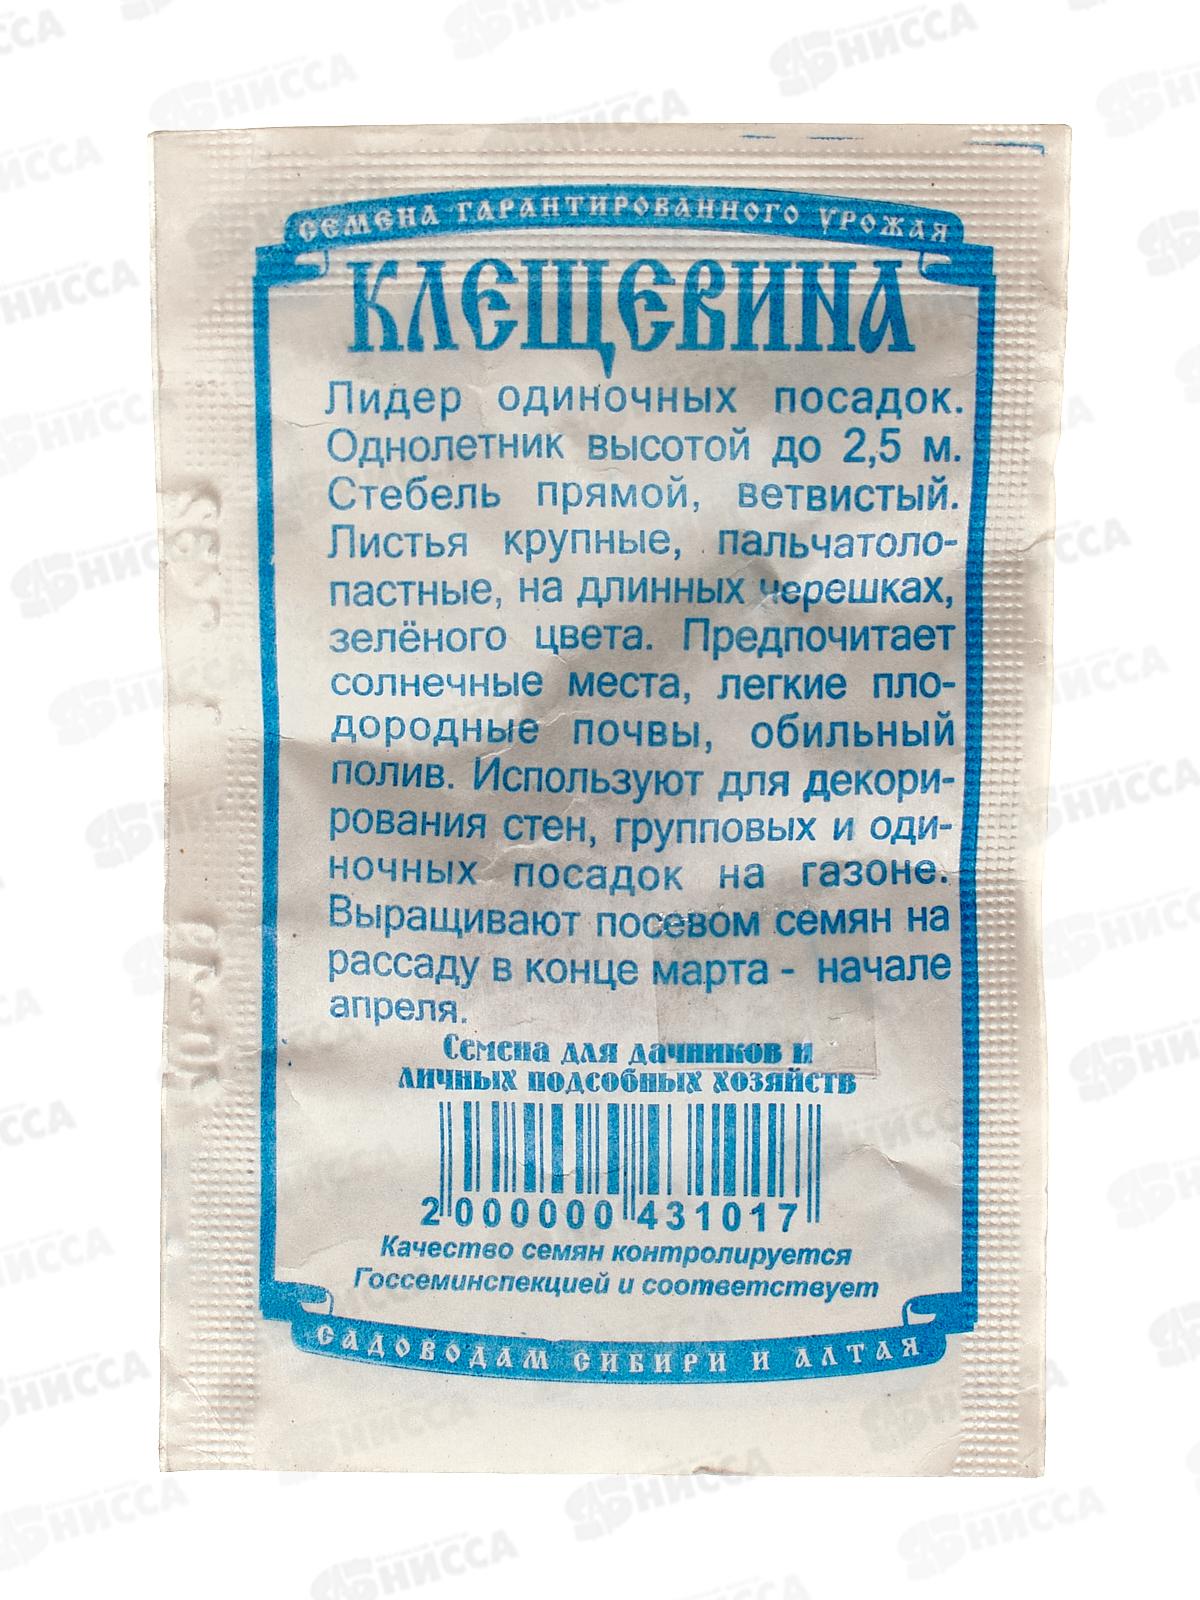 СЕМЕНА ГАРАНТИРОВАННОГО УРОЖАЯ
КЛЕЩЕВИНА
Лидер одиночных посадок.
Однолетник высотой до 2,5 м.
Стебель прямой, ветвистый.
Листья крупные, пальчатоло-
пастные, на длинных черешках,
зелёного цвета. Предпочитает
солнечные места, легкие пло-
дородные почвы, обильный
полив. Используют для декори-
рования стен, групповых и оди-
ночных посадок на газоне.
Выращивают посевом семян на
рассаду в конце марта - начале
апреля.
Семена для дачников и
личных подсобных хозяйств
2 000000 431017
Качество семян контролируется
Госсеминспекцией и соответствует
САДОВОДАМ СИБИРИ И АЛТАЯ